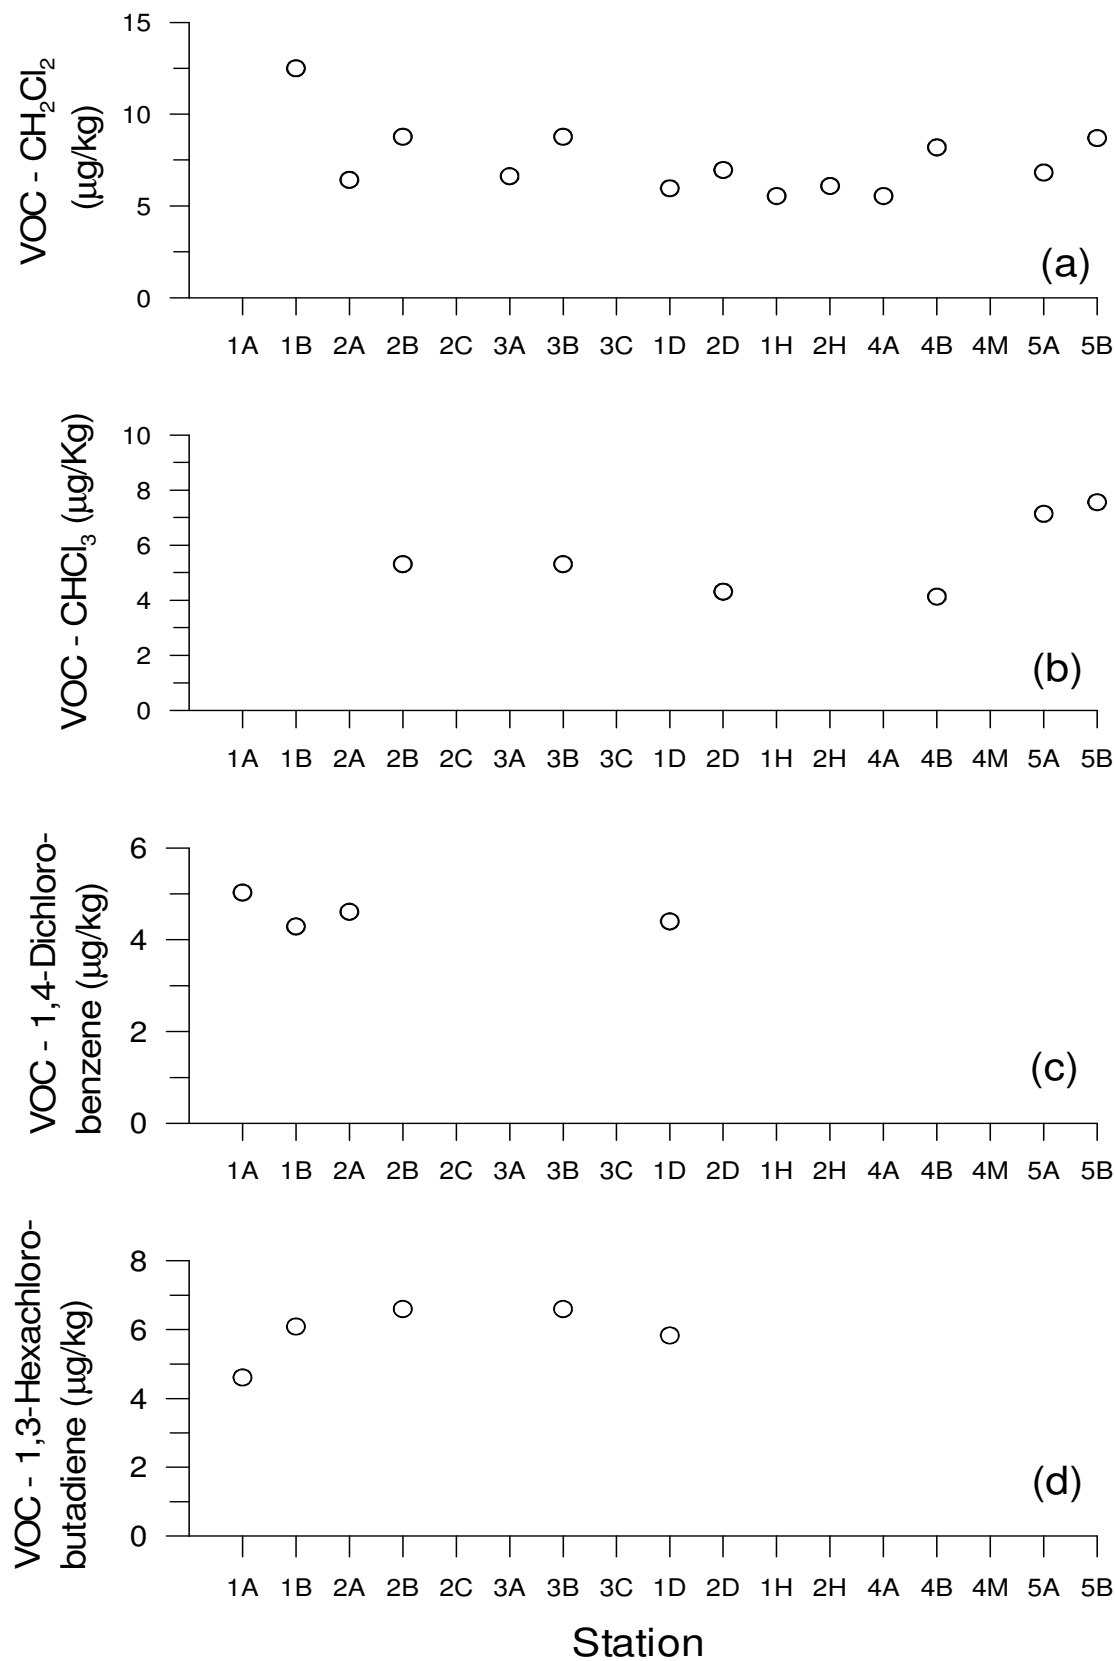 VOC - CH₂Cl₂
(µg/kg)
15
10
5
0
(a)
1A 1B 2A 2B 2C 3A 3B 3C 1D 2D 1H 2H 4A 4B 4M 5A 5B
VOC - CHCl₃ (µg/Kg)
10
8
6
4
2
0
(b)
1A 1B 2A 2B 2C 3A 3B 3C 1D 2D 1H 2H 4A 4B 4M 5A 5B
VOC - 1,4-Dichloro-
benzene (µg/kg)
6
4
2
0
(c)
1A 1B 2A 2B 2C 3A 3B 3C 1D 2D 1H 2H 4A 4B 4M 5A 5B
VOC - 1,3-Hexachloro-
butadiene (µg/kg)
8
6
4
2
0
(d)
1A 1B 2A 2B 2C 3A 3B 3C 1D 2D 1H 2H 4A 4B 4M 5A 5B
Station